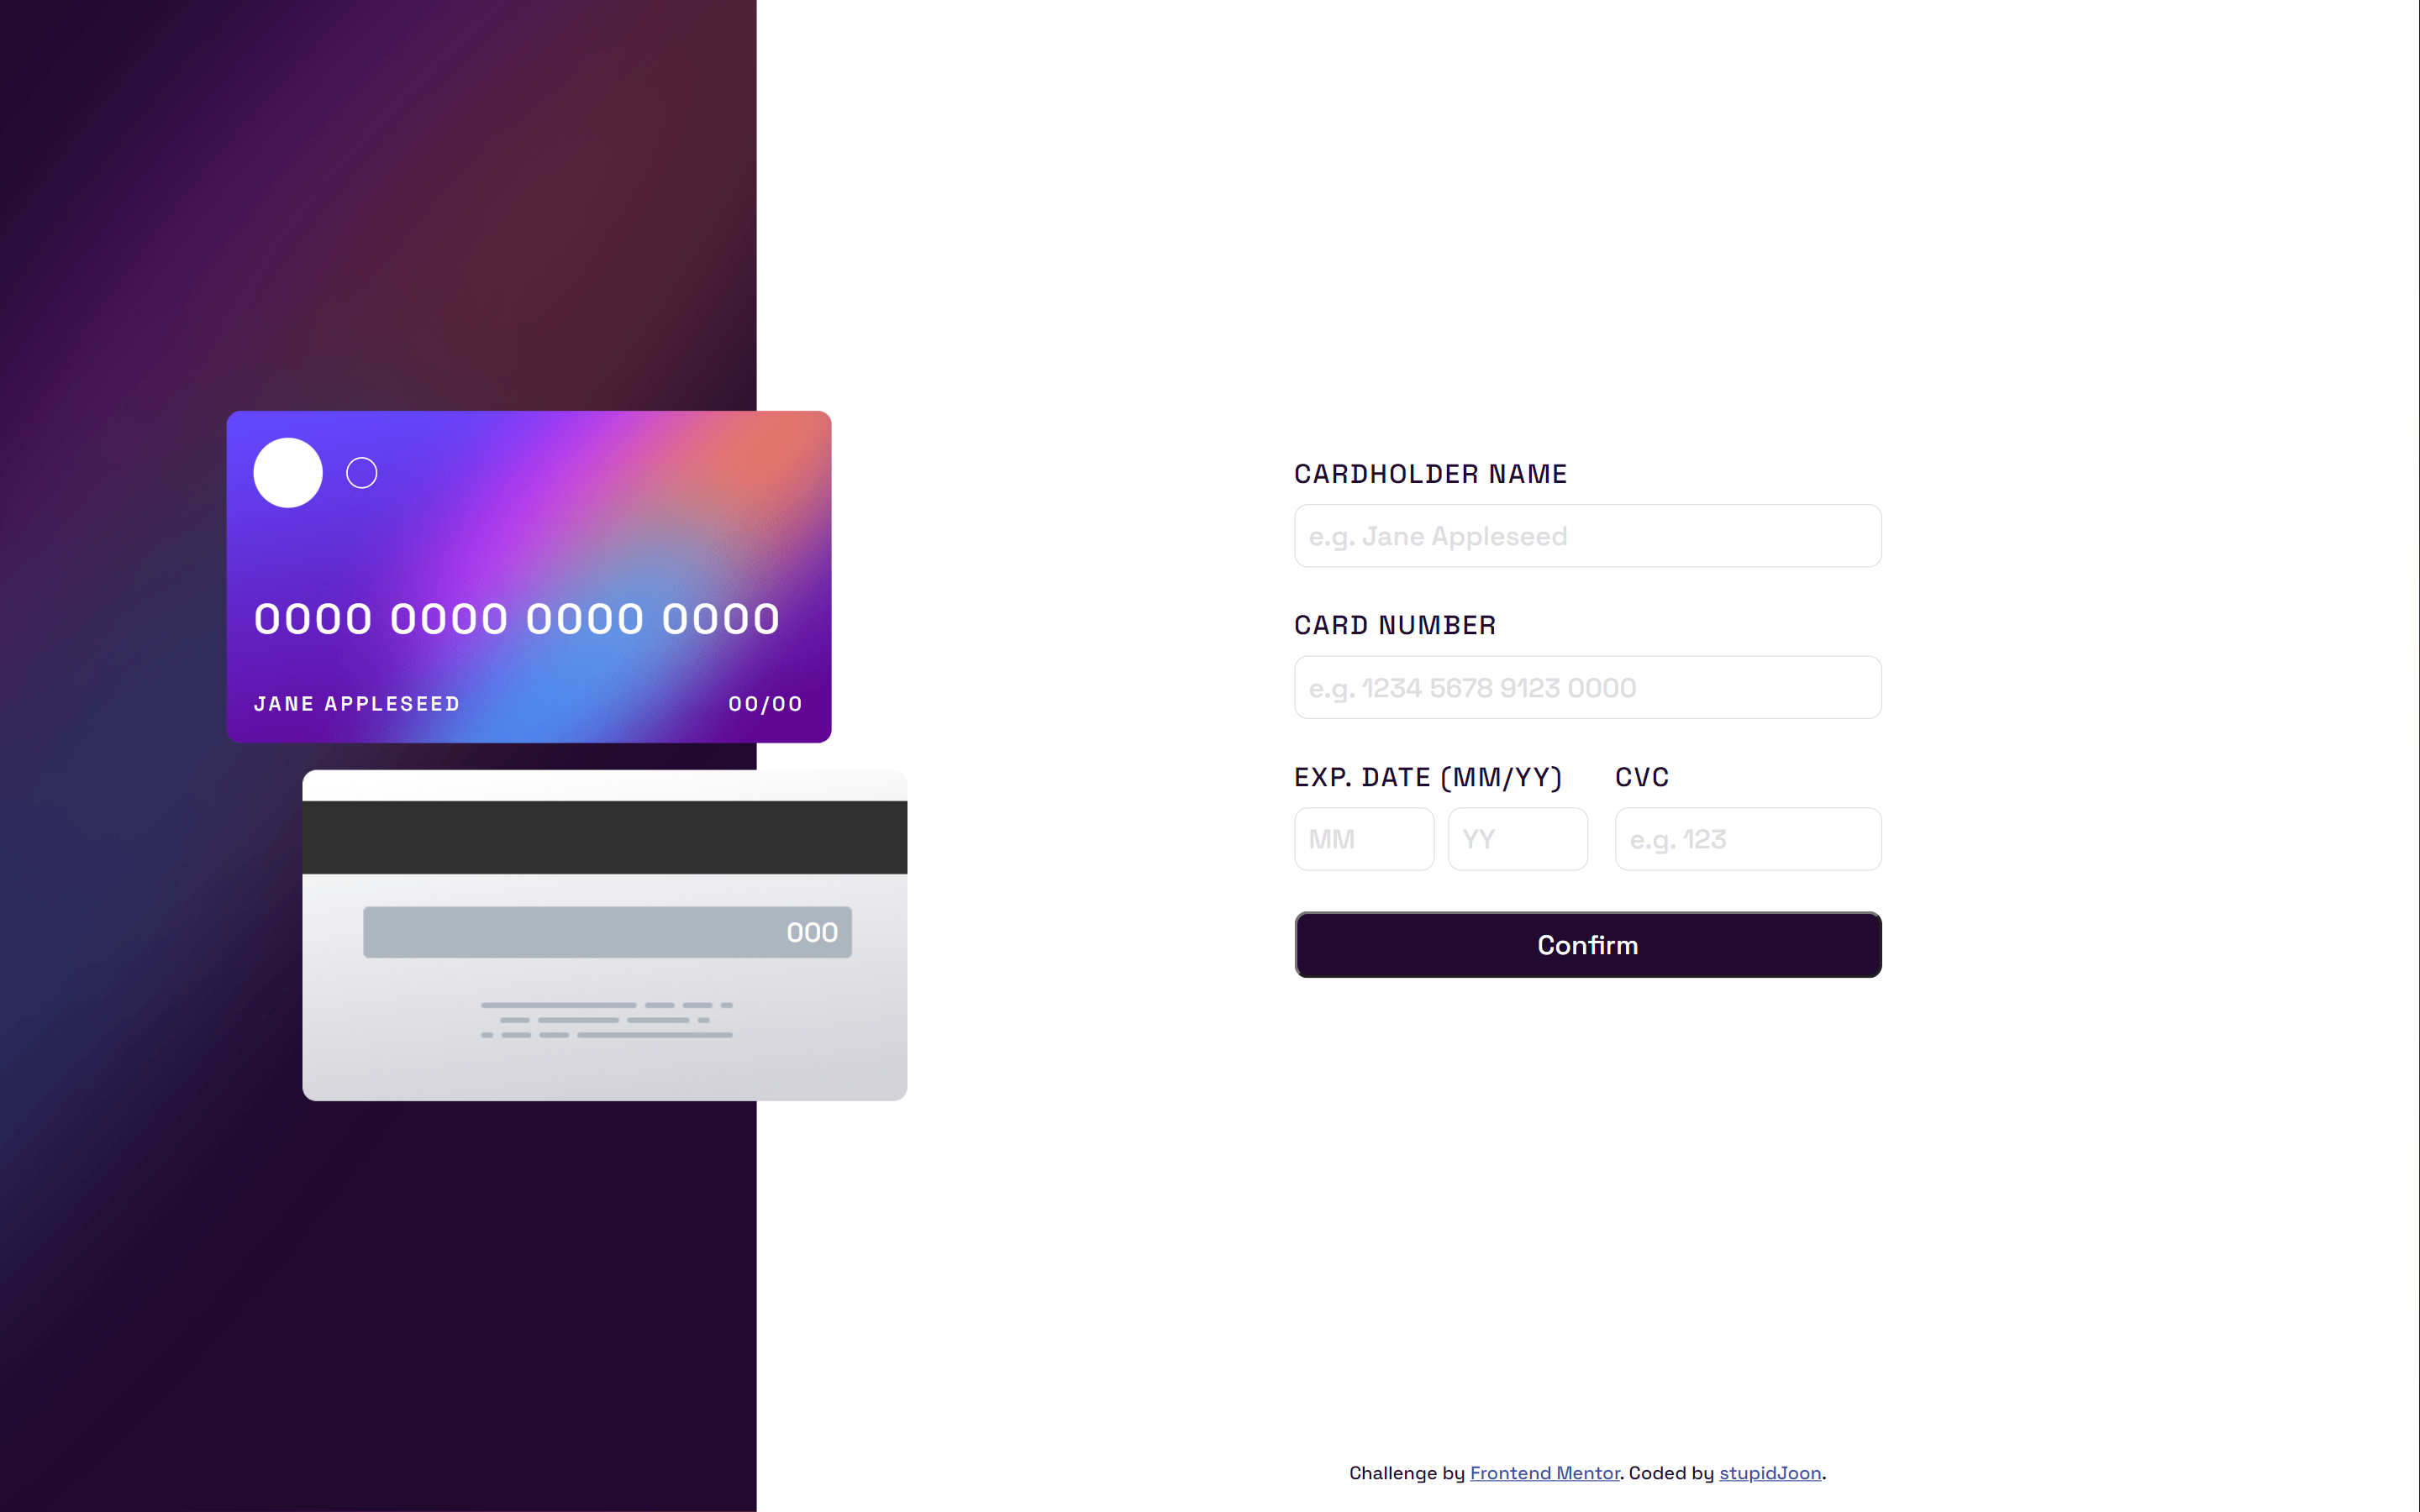 0000 0000 0000 0000
JANE APPLESEED 00/00
000
CARDHOLDER NAME
e.g. Jane Appleseed
CARD NUMBER
e.g. 1234 5678 9123 0000
EXP. DATE (MM/YY) CVC
MM YY e.g. 123
Confirm
Challenge by Frontend Mentor. Coded by stupidJoon.